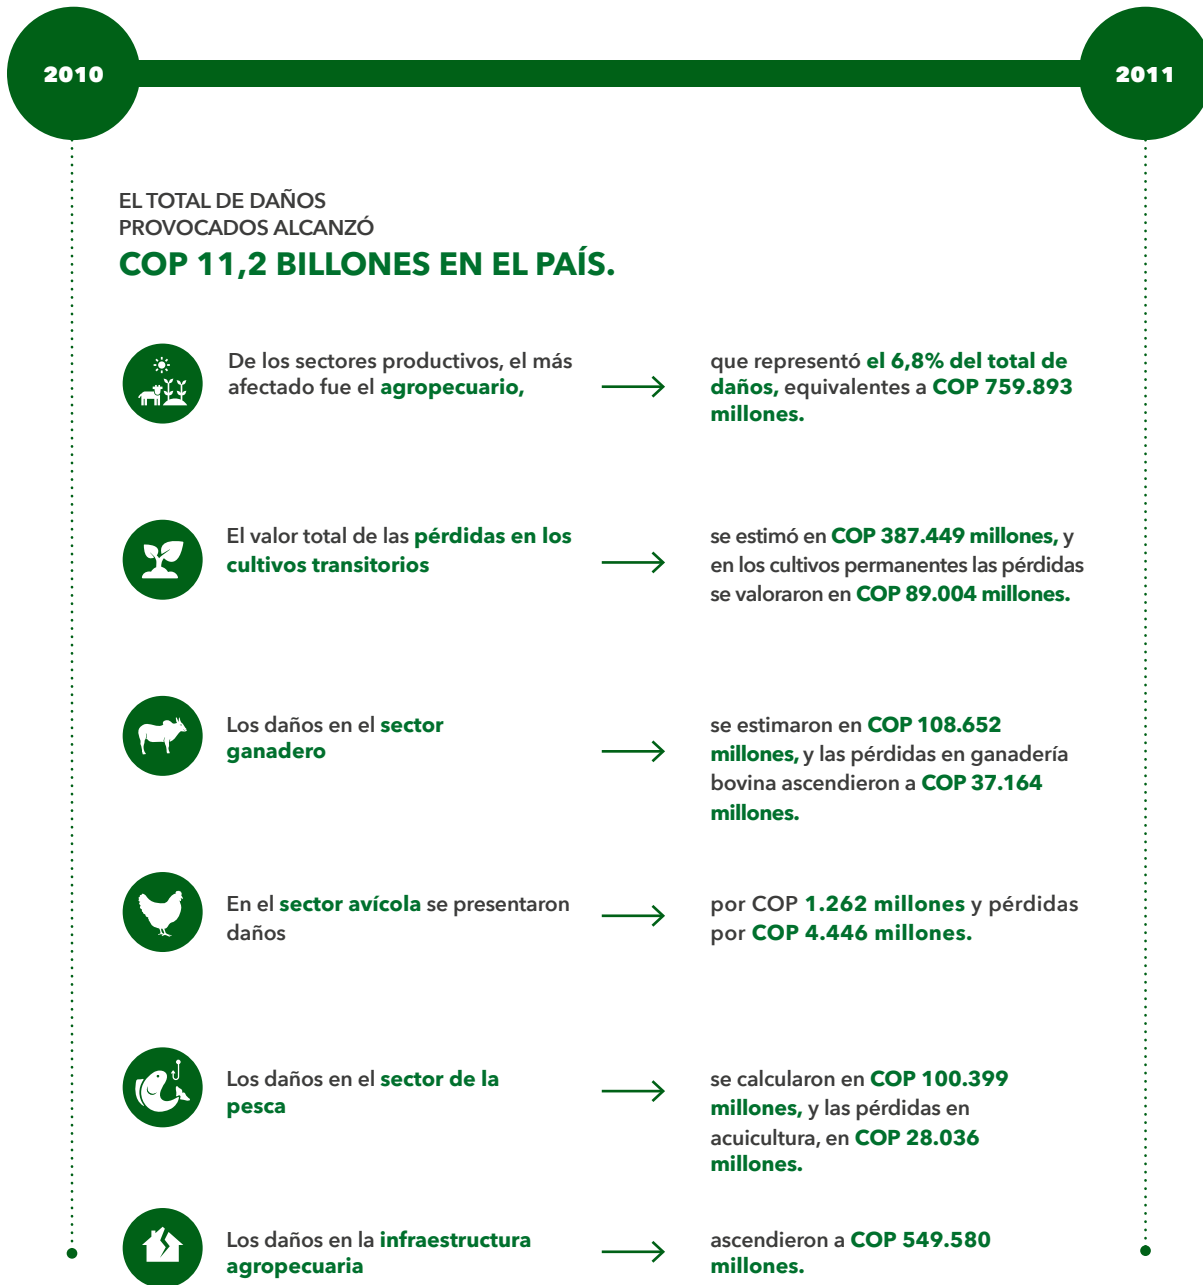 2010
2011
EL TOTAL DE DAÑOS
PROVOCADOS ALCANZÓ
COP 11,2 BILLONES EN EL PAÍS.
De los sectores productivos, el más
afectado fue el agropecuario,
que representó el 6,8% del total de
daños, equivalentes a COP 759.893
millones.
El valor total de las pérdidas en los
cultivos transitorios
se estimó en COP 387.449 millones, y
en los cultivos permanentes las pérdidas
se valoraron en COP 89.004 millones.
Los daños en el sector
ganadero
se estimaron en COP 108.652
millones, y las pérdidas en ganadería
bovina ascendieron a COP 37.164
millones.
En el sector avícola se presentaron
daños
por COP 1.262 millones y pérdidas
por COP 4.446 millones.
Los daños en el sector de la
pesca
se calcularon en COP 100.399
millones, y las pérdidas en
acuicultura, en COP 28.036
millones.
Los daños en la infraestructura
agropecuaria
ascendieron a COP 549.580
millones.